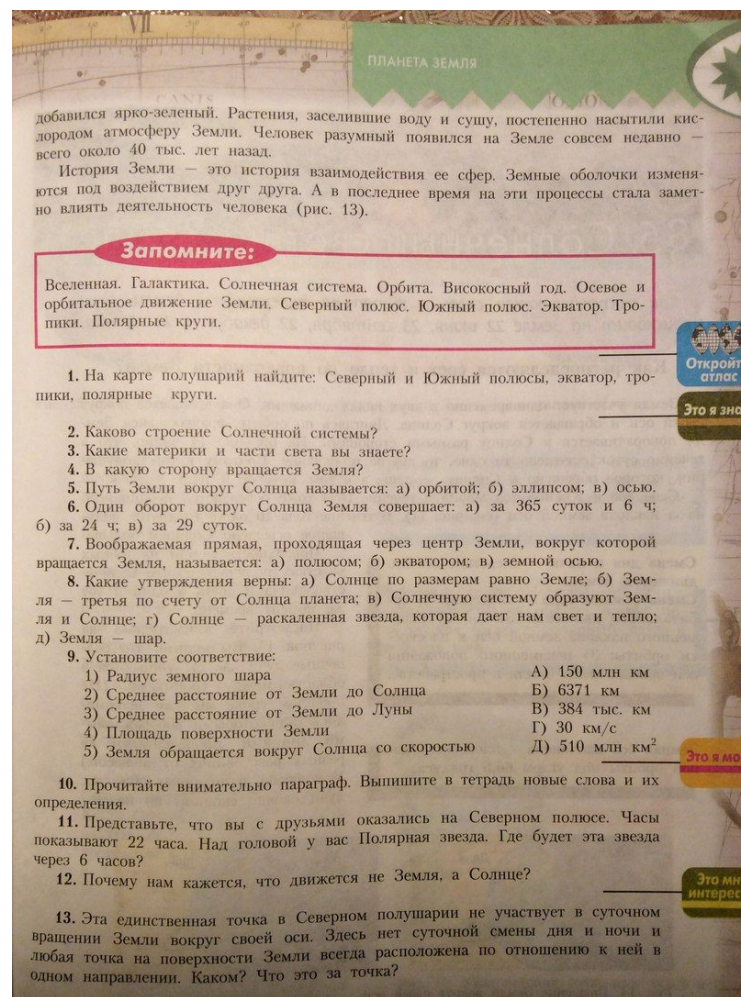 VII
ПЛАНЕТА ЗЕМЛЯ
добавился ярко-зеленый. Растения, заселившие воду и сушу, постепенно насытили кис-
лородом атмосферу Земли. Человек разумный появился на Земле совсем недавно —
всего около 40 тыс. лет назад.
История Земли — это история взаимодействия ее сфер. Земные оболочки изменя-
ются под воздействием друг друга. А в последнее время на эти процессы стала замет-
но влиять деятельность человека (рис. 13).
Запомните:
Вселенная. Галактика. Солнечная система. Орбита. Високосный год. Осевое и
орбитальное движение Земли. Северный полюс. Южный полюс. Экватор. Тро-
пики. Полярные круги.
Откройт
атлас
1. На карте полушарий найдите: Северный и Южный полюсы, экватор, тро-
пики, полярные круги.
Это я зна
2. Каково строение Солнечной системы?
3. Какие материки и части света вы знаете?
4. В какую сторону вращается Земля?
5. Путь Земли вокруг Солнца называется: а) орбитой; б) эллипсом; в) осью.
6. Один оборот вокруг Солнца Земля совершает: а) за 365 суток и 6 ч;
б) за 24 ч; в) за 29 суток.
7. Воображаемая прямая, проходящая через центр Земли, вокруг которой
вращается Земля, называется: а) полюсом; б) экватором; в) земной осью.
8. Какие утверждения верны: а) Солнце по размерам равно Земле; б) Зем-
ля — третья по счету от Солнца планета; в) Солнечную систему образуют Зем-
ля и Солнце; г) Солнце — раскаленная звезда, которая дает нам свет и тепло;
д) Земля — шар.
9. Установите соответствие:
1) Радиус земного шара А) 150 млн км
2) Среднее расстояние от Земли до Солнца Б) 6371 км
3) Среднее расстояние от Земли до Луны В) 384 тыс. км
4) Площадь поверхности Земли Г) 30 км/с
5) Земля обращается вокруг Солнца со скоростью Д) 510 млн км²
Это я мо
10. Прочитайте внимательно параграф. Выпишите в тетрадь новые слова и их
определения.
11. Представьте, что вы с друзьями оказались на Северном полюсе. Часы
показывают 22 часа. Над головой у вас Полярная звезда. Где будет эта звезда
через 6 часов?
12. Почему нам кажется, что движется не Земля, а Солнце?
Это мн
интерес
13. Эта единственная точка в Северном полушарии не участвует в суточном
вращении Земли вокруг своей оси. Здесь нет суточной смены дня и ночи и
любая точка на поверхности Земли всегда расположена по отношению к ней в
одном направлении. Каком? Что это за точка?